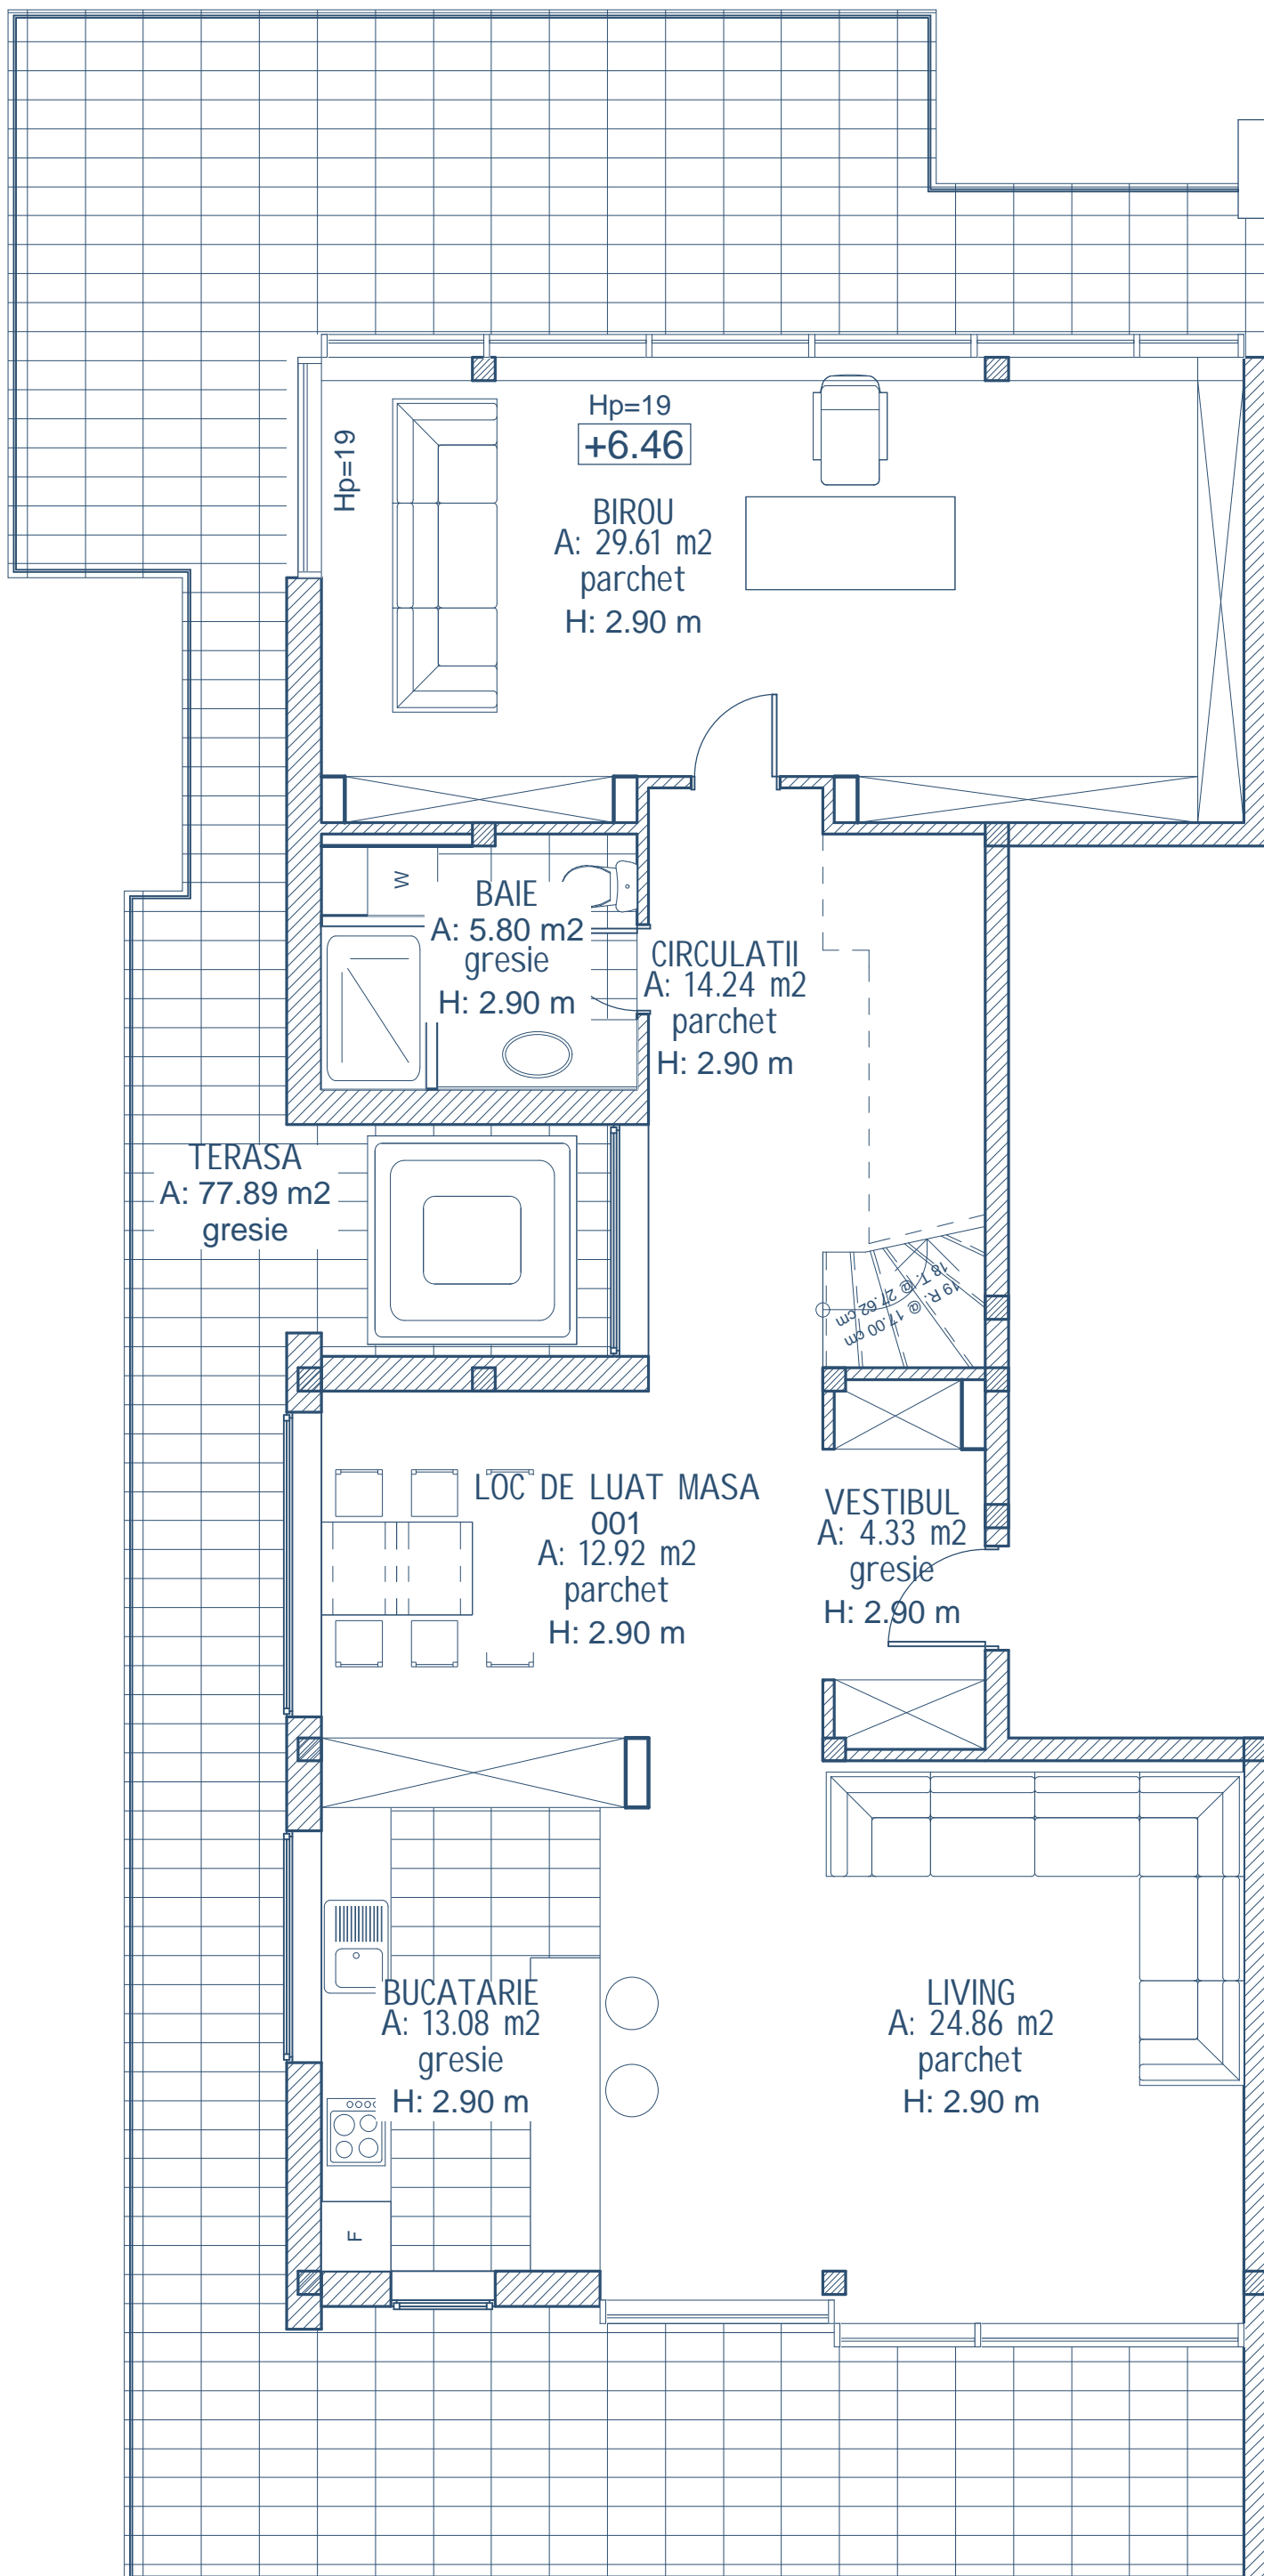 Hp=19
+6.46
Hp=19
BIROU
A: 29.61 m2
parchet
H: 2.90 m
W
BAIE
A: 5.80 m2
gresie
H: 2.90 m
CIRCULATII
A: 14.24 m2
parchet
H: 2.90 m
TERASA
A: 77.89 m2
gresie
19 R. @ 17.00 cm
18 T. @ 27.62 cm
LOC DE LUAT MASA
001
A: 12.92 m2
parchet
H: 2.90 m
VESTIBUL
A: 4.33 m2
gresie
H: 2.90 m
BUCATARIE
A: 13.08 m2
gresie
H: 2.90 m
LIVING
A: 24.86 m2
parchet
H: 2.90 m
F